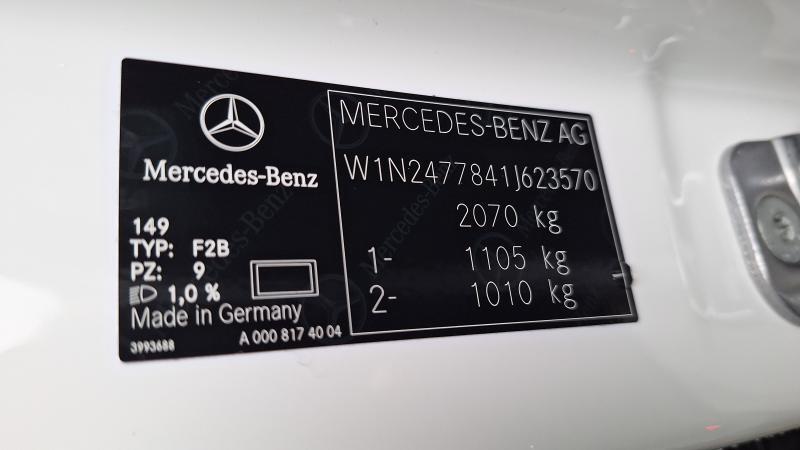 Mercedes-Benz
149
TYP: F2B
PZ: 9
1,0 %
Made in Germany
3993688
A 000 817 40 04
MERCEDES-BENZ AG
W1N2477841J623570
2070 kg
1- 1105 kg
2- 1010 kg